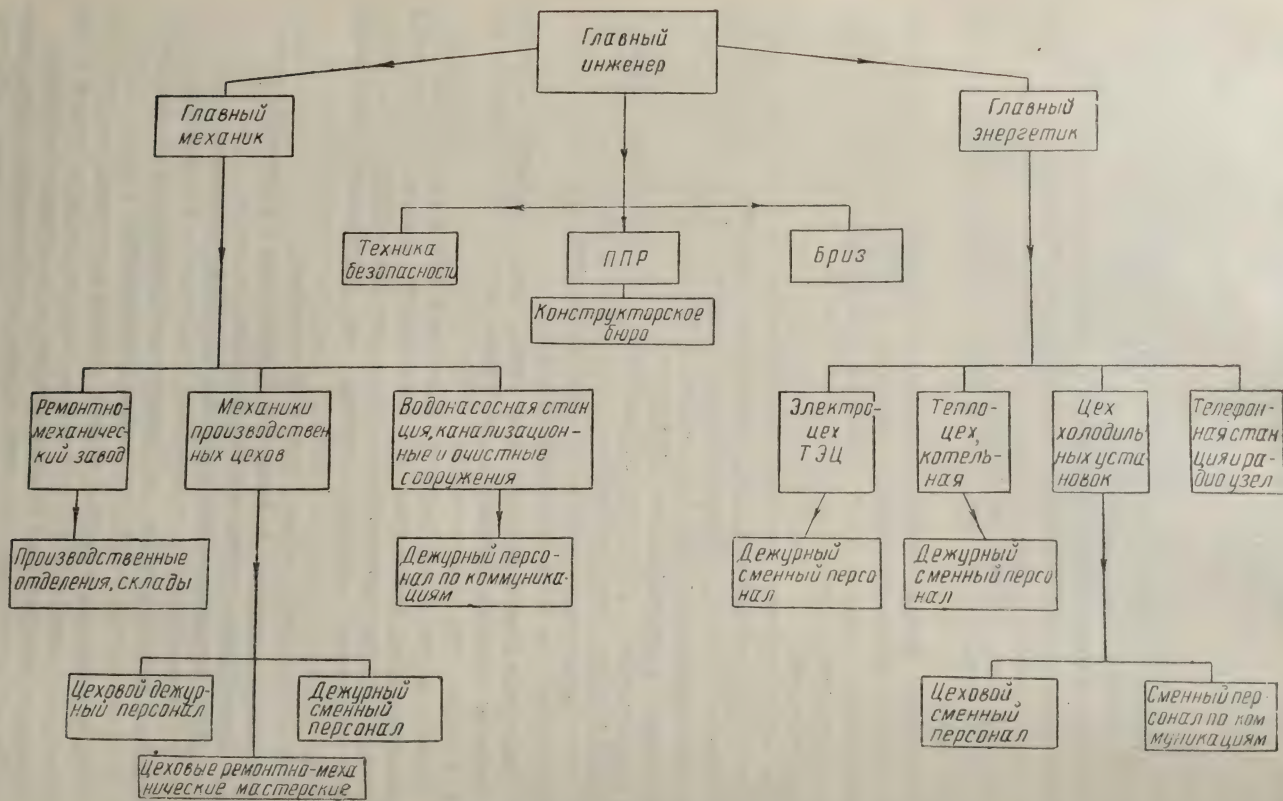 Главный
инженер
Главный
механик
Главный
энергетик
Техника
безопасности
ППР
Бриз
Конструкторское
бюро
Ремонтно-
механичес-
кий завод
Механики
производствен
ных цехов
Водонасосная стан
ция, канализацион-
ные и очистные
сооружения
Электро-
цех
ТЭЦ
Тепло-
цех,
котель-
ная
Цех
холодиль
ных уста
новок
Телефон-
ная стан
ция и ра-
дио узел
Производственные
отделения, склады
Дежурный персо-
нал по коммуника-
циям
Дежурный
сменный персо
нал
Дежурный
сменный персо
нал
Цеховой дежур-
ный персонал
Дежурный
сменный
персонал
Цеховой
сменный
персонал
Сменный пер-
сонал по ком
муникациям
Цеховые ремонтно-меха
нические мастерские